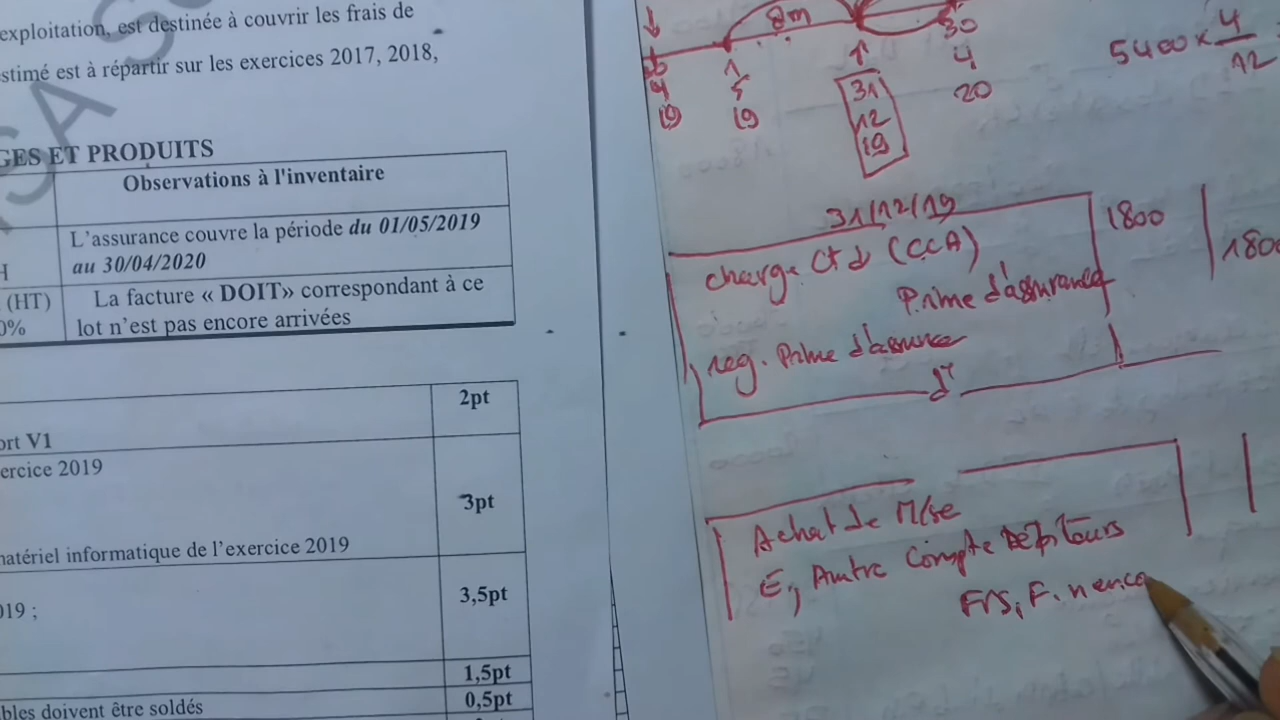 exploitation, est destinée à couvrir les frais de
stimé est à répartir sur les exercices 2017, 2018,
GES ET PRODUITS
Observations à l'inventaire
L'assurance couvre la période du 01/05/2019
au 30/04/2020
H
(HT)
0%
La facture « DOIT» correspondant à ce
lot n'est pas encore arrivées
2pt
ort V1
ercice 2019
3pt
natériel informatique de l'exercice 2019
019 ;
3,5pt
1,5pt
bles doivent être soldés
0,5pt
8m
1
5
19
31
12
19
30
4
20
5400 × 4/12
31/12/19
charge Ct d (CCA)
1800
1800
Prime d'assurance
reg. Prime d'assurance
d°
Achat de M/se
E, Autre Compte Débiteurs
FRS, F. nenco